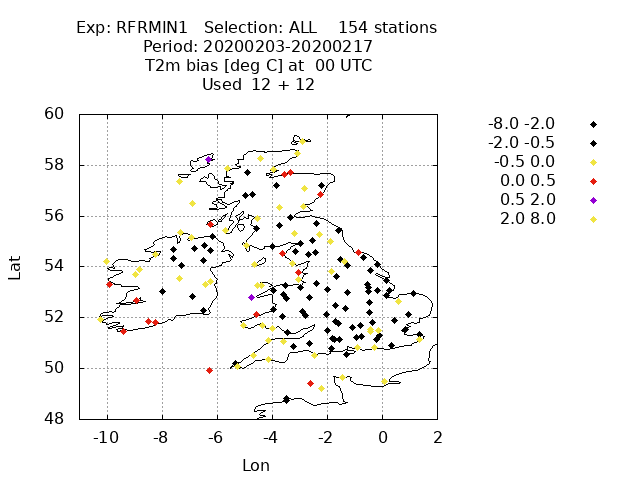 Exp: RFRMIN1 Selection: ALL 154 stations
Period: 20200203-20200217
T2m bias [deg C] at 00 UTC
Used 12 + 12
-8.0 -2.0
-2.0 -0.5
-0.5 0.0
0.0 0.5
0.5 2.0
2.0 8.0
60
58
56
54
52
50
48
Lat
-10 -8 -6 -4 -2 0 2
Lon